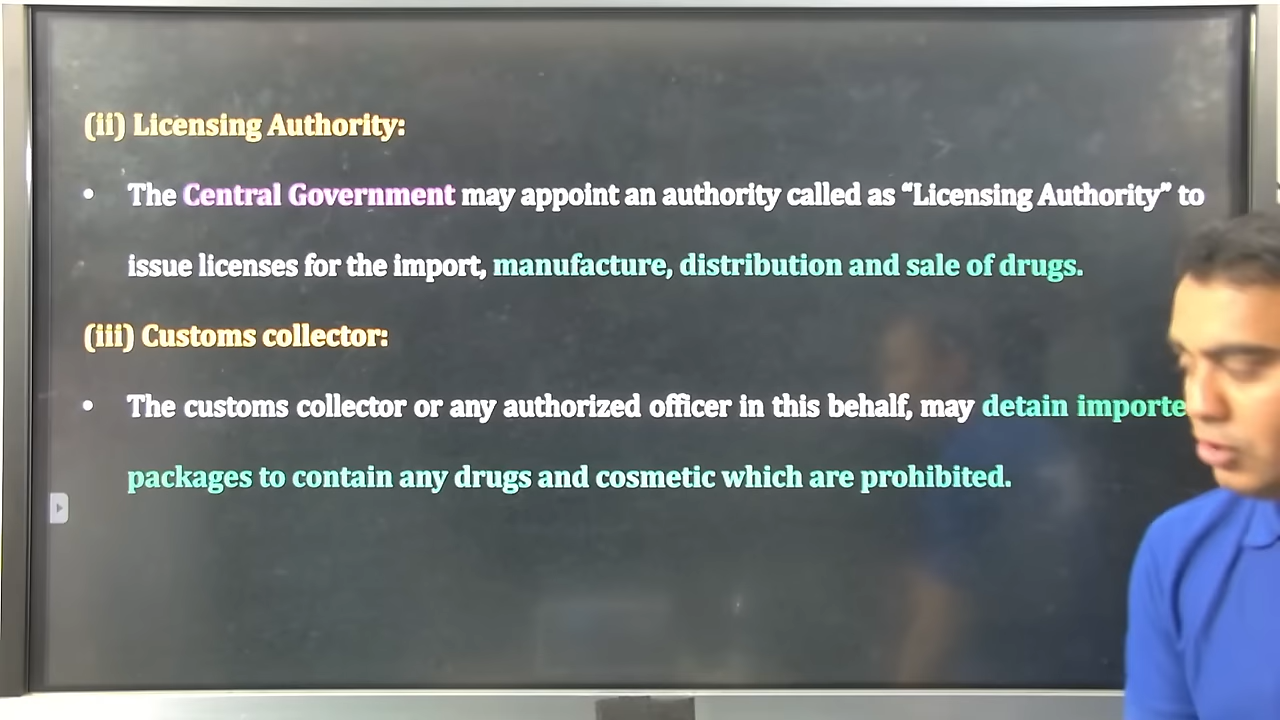 (ii) Licensing Authority:
• The Central Government may appoint an authority called as “Licensing Authority” to
issue licenses for the import, manufacture, distribution and sale of drugs.
(iii) Customs collector:
• The customs collector or any authorized officer in this behalf, may detain importe
packages to contain any drugs and cosmetic which are prohibited.